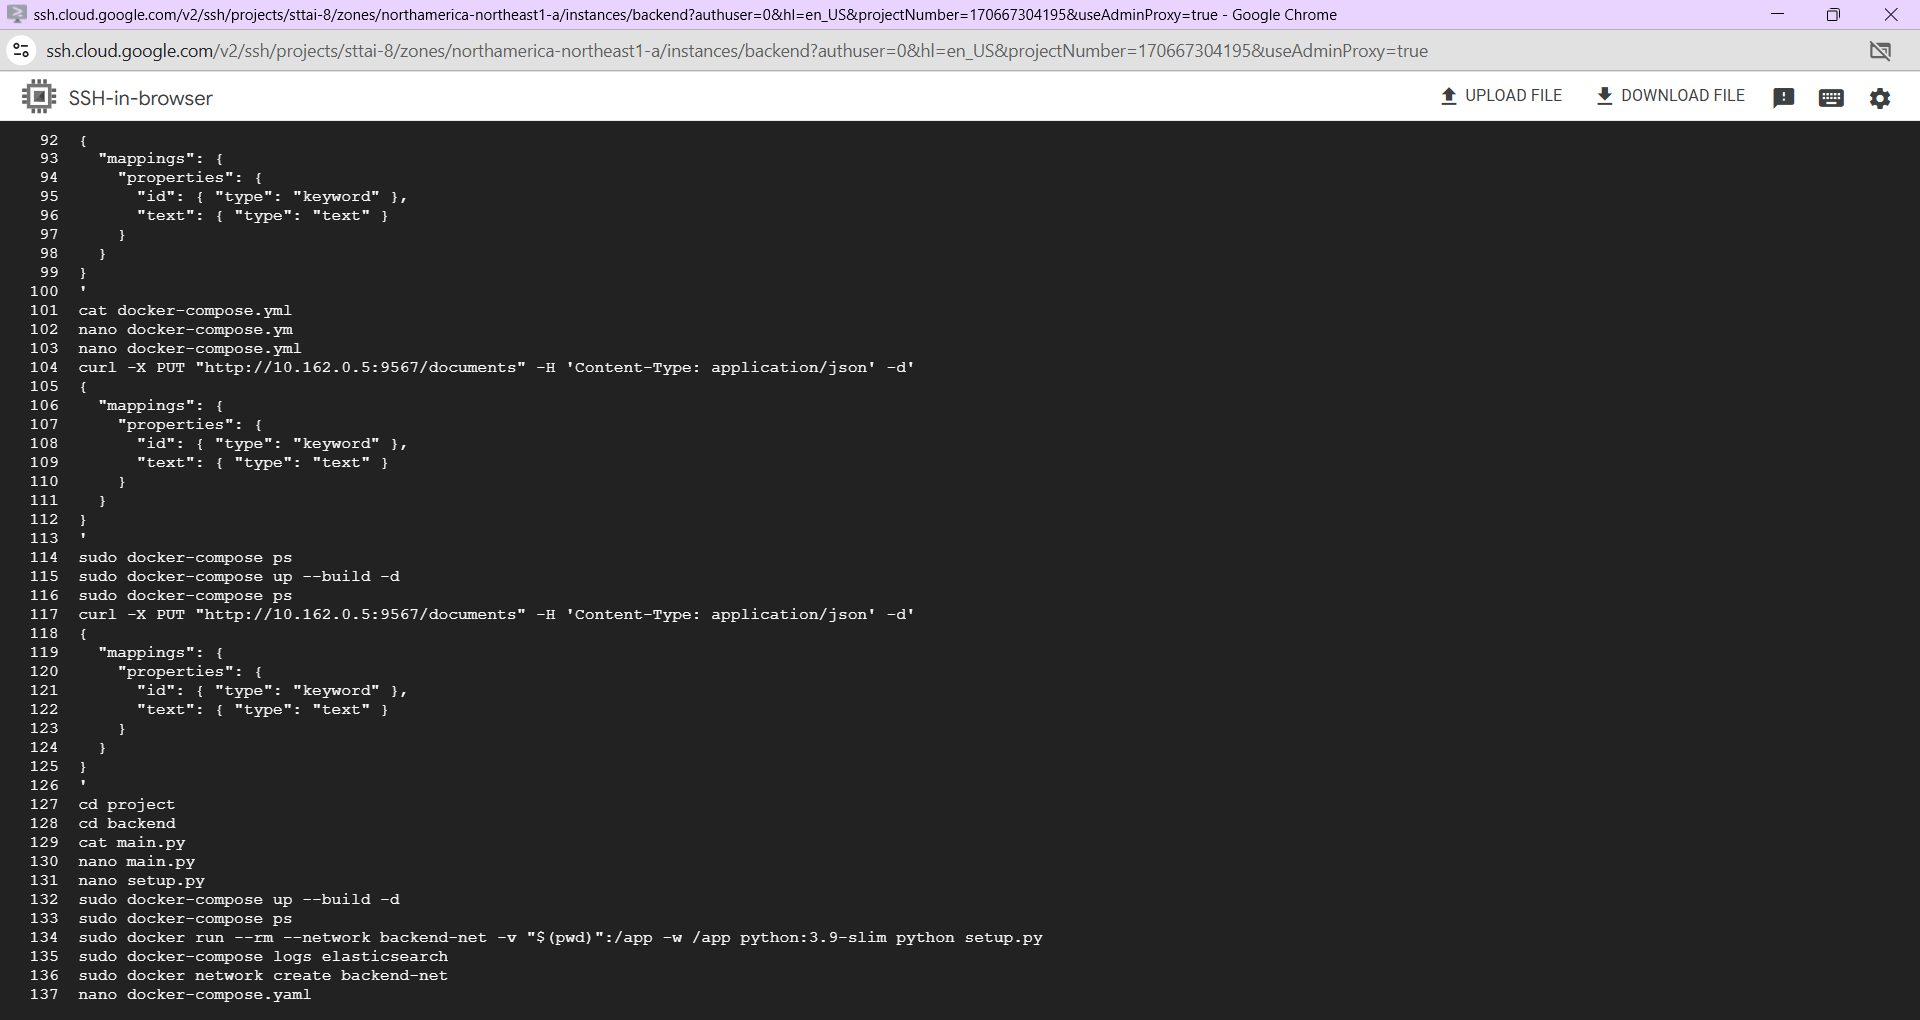 ssh.cloud.google.com/v2/ssh/projects/sttai-8/zones/northamerica-northeast1-a/instances/backend?authuser=0&hl=en_US&projectNumber=170667304195&useAdminProxy=true - Google Chrome
ssh.cloud.google.com/v2/ssh/projects/sttai-8/zones/northamerica-northeast1-a/instances/backend?authuser=0&hl=en_US&projectNumber=170667304195&useAdminProxy=true
SSH-in-browser UPLOAD FILE DOWNLOAD FILE
92 {
93 "mappings": {
94 "properties": {
95 "id": { "type": "keyword" },
96 "text": { "type": "text" }
97 }
98 }
99 }
100 '
101 cat docker-compose.yml
102 nano docker-compose.ym
103 nano docker-compose.yml
104 curl -X PUT "http://10.162.0.5:9567/documents" -H 'Content-Type: application/json' -d'
105 {
106 "mappings": {
107 "properties": {
108 "id": { "type": "keyword" },
109 "text": { "type": "text" }
110 }
111 }
112 }
113 '
114 sudo docker-compose ps
115 sudo docker-compose up --build -d
116 sudo docker-compose ps
117 curl -X PUT "http://10.162.0.5:9567/documents" -H 'Content-Type: application/json' -d'
118 {
119 "mappings": {
120 "properties": {
121 "id": { "type": "keyword" },
122 "text": { "type": "text" }
123 }
124 }
125 }
126 '
127 cd project
128 cd backend
129 cat main.py
130 nano main.py
131 nano setup.py
132 sudo docker-compose up --build -d
133 sudo docker-compose ps
134 sudo docker run --rm --network backend-net -v "$(pwd)":/app -w /app python:3.9-slim python setup.py
135 sudo docker-compose logs elasticsearch
136 sudo docker network create backend-net
137 nano docker-compose.yaml